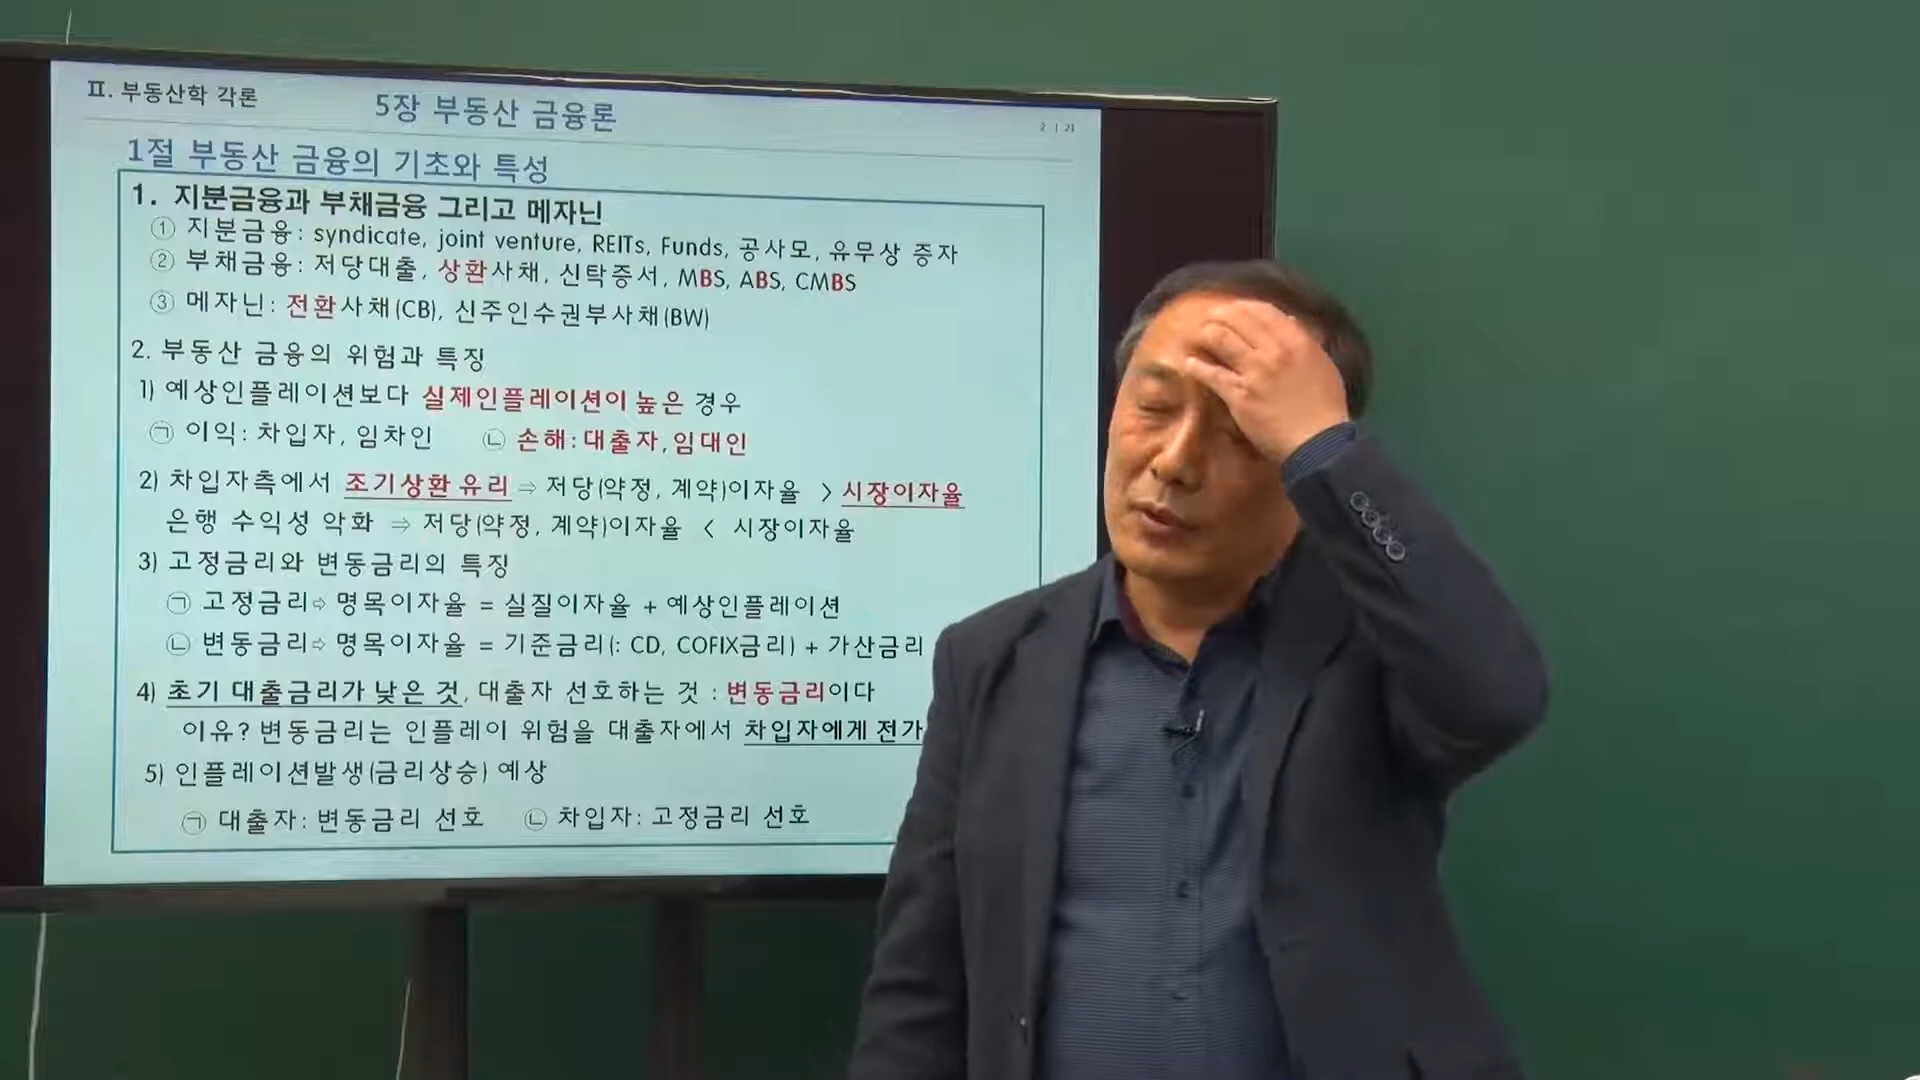 Ⅱ. 부동산학 각론
5장 부동산 금융론
2 | 21
1절 부동산 금융의 기초와 특성
1. 지분금융과 부채금융 그리고 메자닌
① 지분금융: syndicate, joint venture, REITs, Funds, 공사모, 유무상 증자
② 부채금융: 저당대출, 상환사채, 신탁증서, MBS, ABS, CMBS
③ 메자닌: 전환사채(CB), 신주인수권부사채(BW)
2. 부동산 금융의 위험과 특징
1) 예상인플레이션보다 실제인플레이션이 높은 경우
㉠ 이익: 차입자, 임차인 ㉡ 손해: 대출자,임대인
2) 차입자측에서 조기상환 유리 ⇨ 저당(약정, 계약)이자율 > 시장이자율
은행 수익성 악화 ⇨ 저당(약정, 계약)이자율 < 시장이자율
3) 고정금리와 변동금리의 특징
㉠ 고정금리⇨ 명목이자율 = 실질이자율 + 예상인플레이션
㉡ 변동금리⇨ 명목이자율 = 기준금리(: CD, COFIX금리) + 가산금리
4) 초기 대출금리가 낮은 것, 대출자 선호하는 것 : 변동금리이다
이유? 변동금리는 인플레이 위험을 대출자에서 차입자에게 전가
5) 인플레이션발생(금리상승) 예상
㉠ 대출자: 변동금리 선호 ㉡ 차입자: 고정금리 선호